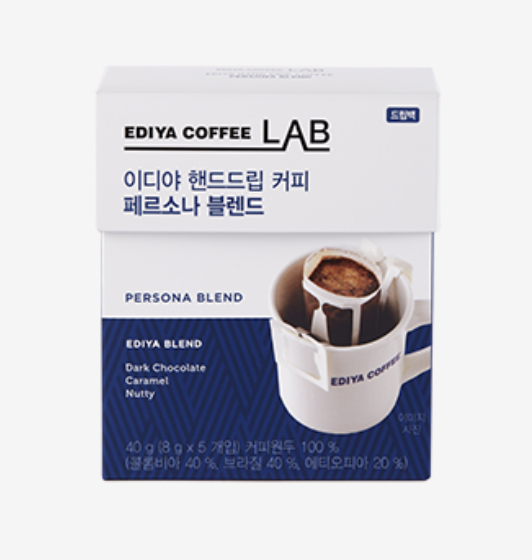 EDIYA COFFEE LAB
드립백
이디야 핸드드립 커피
페르소나 블렌드
PERSONA BLEND
EDIYA BLEND
Dark Chocolate
Caramel
Nutty
EDIYA COFFEE
이미지
사진
40 g (8 g x 5 개입) 커피원두 100 %
(콜롬비아 40 %, 브라질 40 %, 에티오피아 20 %)